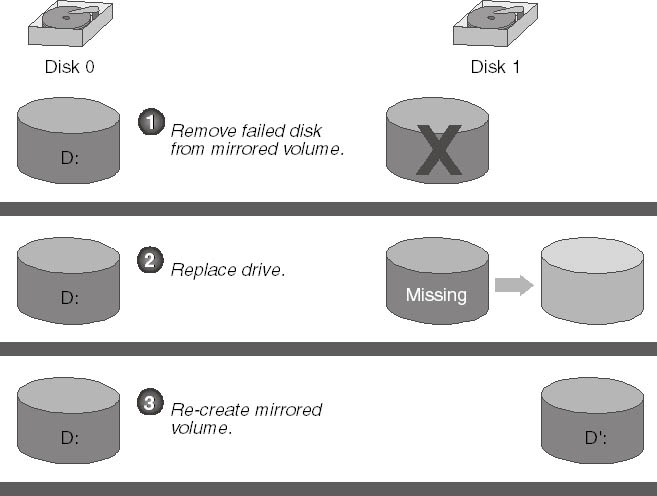 Disk 0
Disk 1
D:
1
Remove failed disk
from mirrored volume.
X
D:
2
Replace drive.
Missing
D:
3
Re-create mirrored
volume.
D':